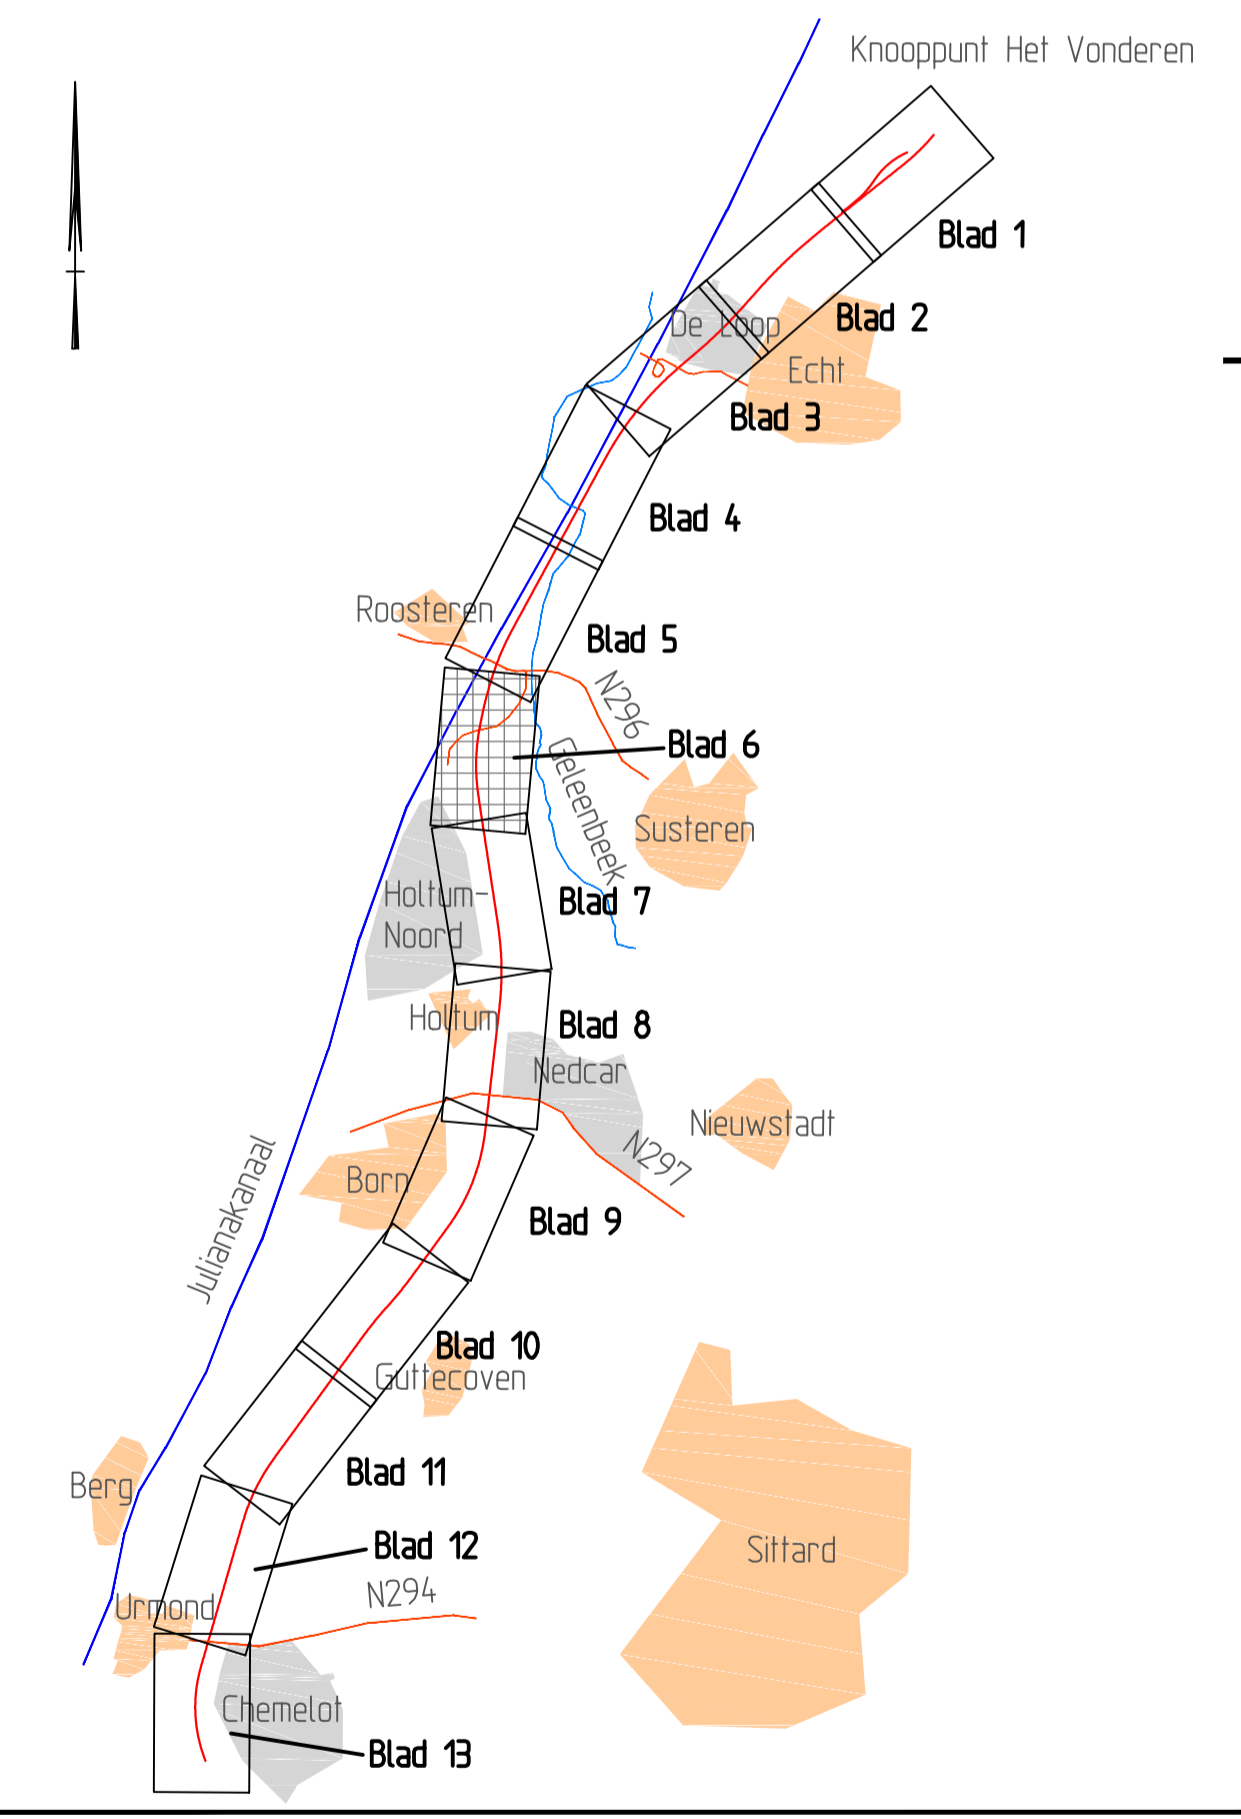 Knooppunt Het Vonderen
Blad 1
De Loop
Blad 2
Echt
Blad 3
Blad 4
Roosteren
Blad 5
N296
Blad 6
Geleenbeek
Susteren
Holtum-
Noord
Blad 7
Holtum
Blad 8
Nedcar
Nieuwstadt
N297
Born
Julianakanaal
Blad 9
Blad 10
Guttecoven
Blad 11
Berg
Blad 12
Sittard
N294
Urmond
Chemelot
Blad 13